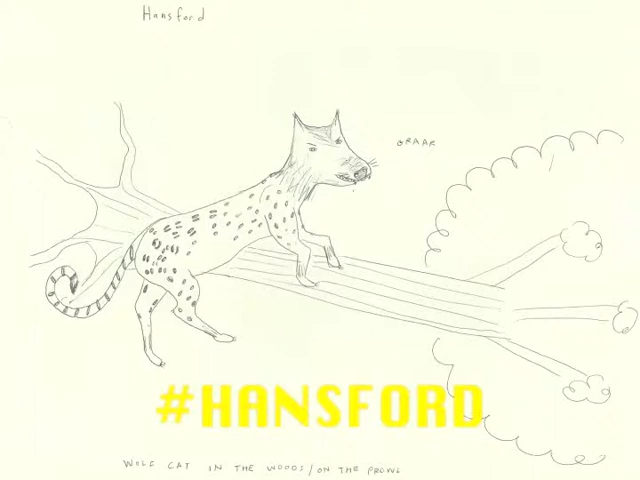 Hansford
GRAAR
#HANSFORD
WOLF CAT IN THE WOODS/ON THE PROWL